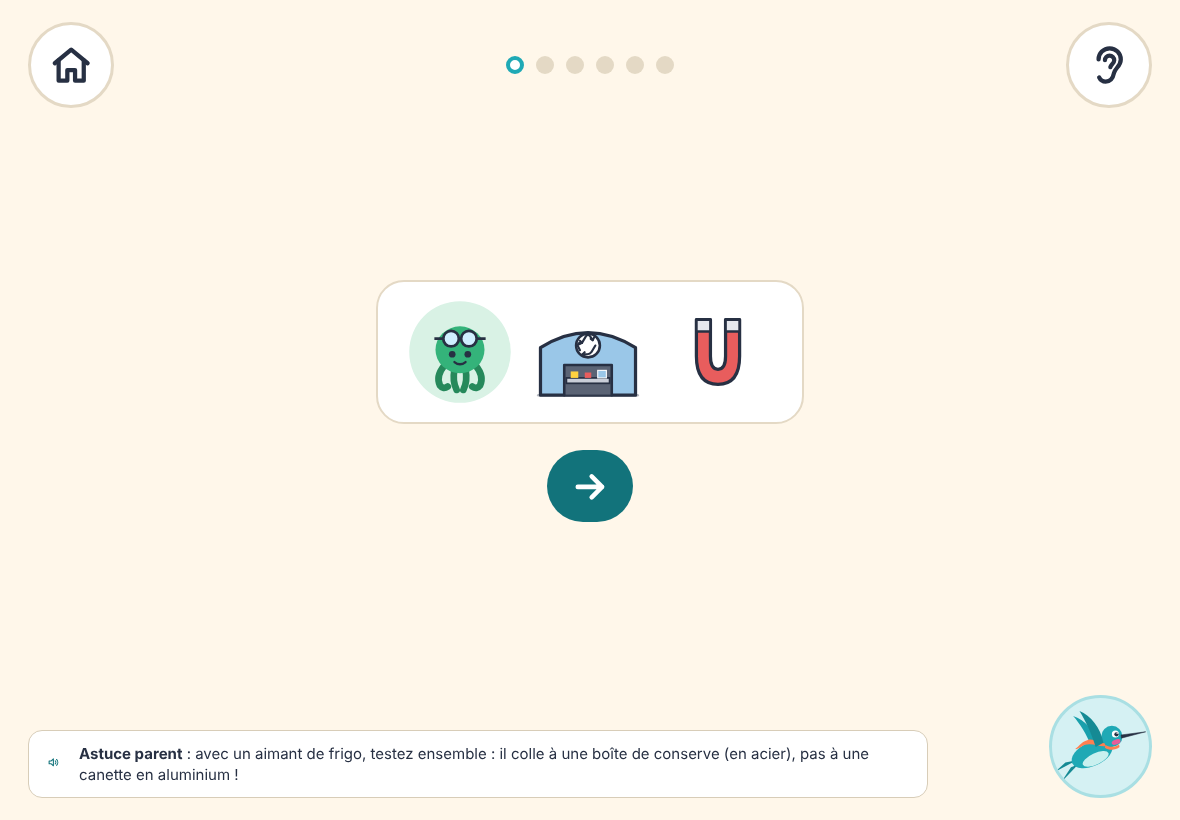 Astuce parent : avec un aimant de frigo, testez ensemble : il colle à une boîte de conserve (en acier), pas à une
canette en aluminium !